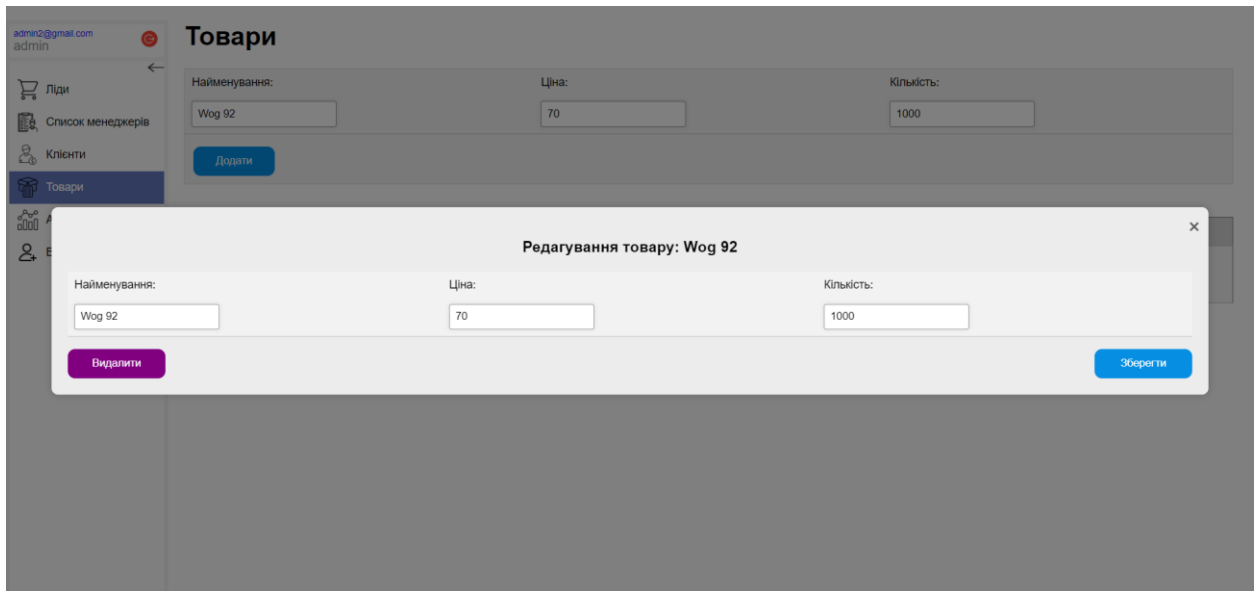 admin2@gmail.com
admin
Товари
Ліди
Список менеджерів
Клієнти
Товари
Найменування:
Ціна:
Кількість:
Wog 92
70
1000
Додати
Редагування товару: Wog 92
Найменування:
Ціна:
Кількість:
Wog 92
70
1000
Видалити
Зберегти